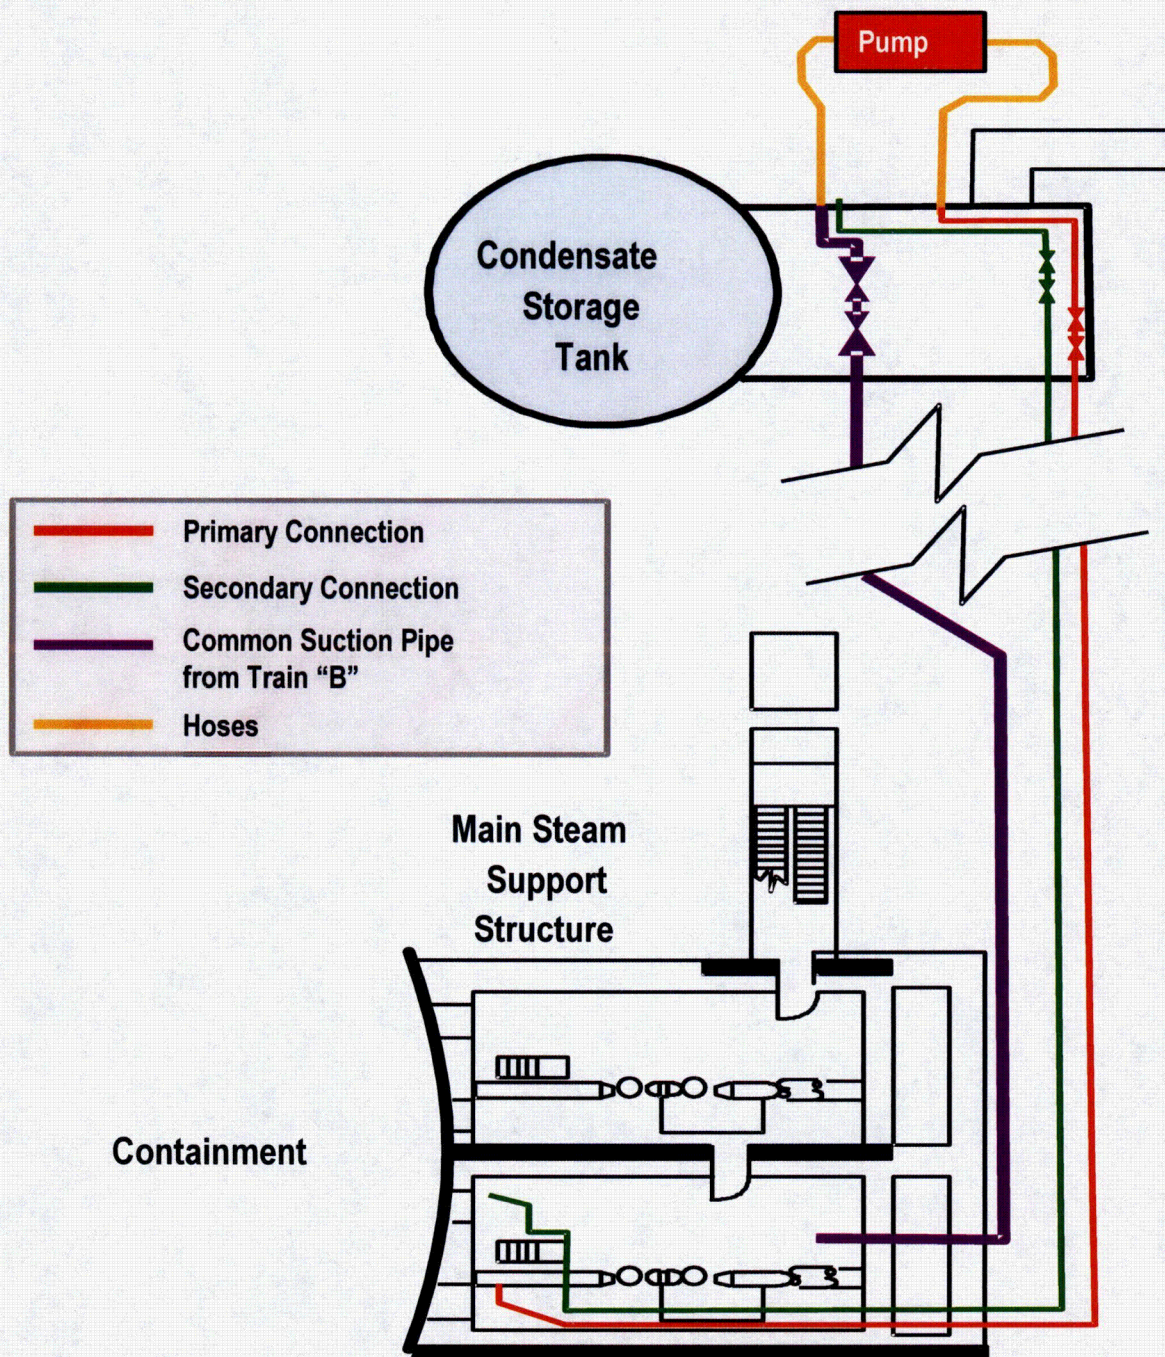 Pump
Condensate
Storage
Tank
Primary Connection
Secondary Connection
Common Suction Pipe
from Train “B”
Hoses
Main Steam
Support
Structure
Containment